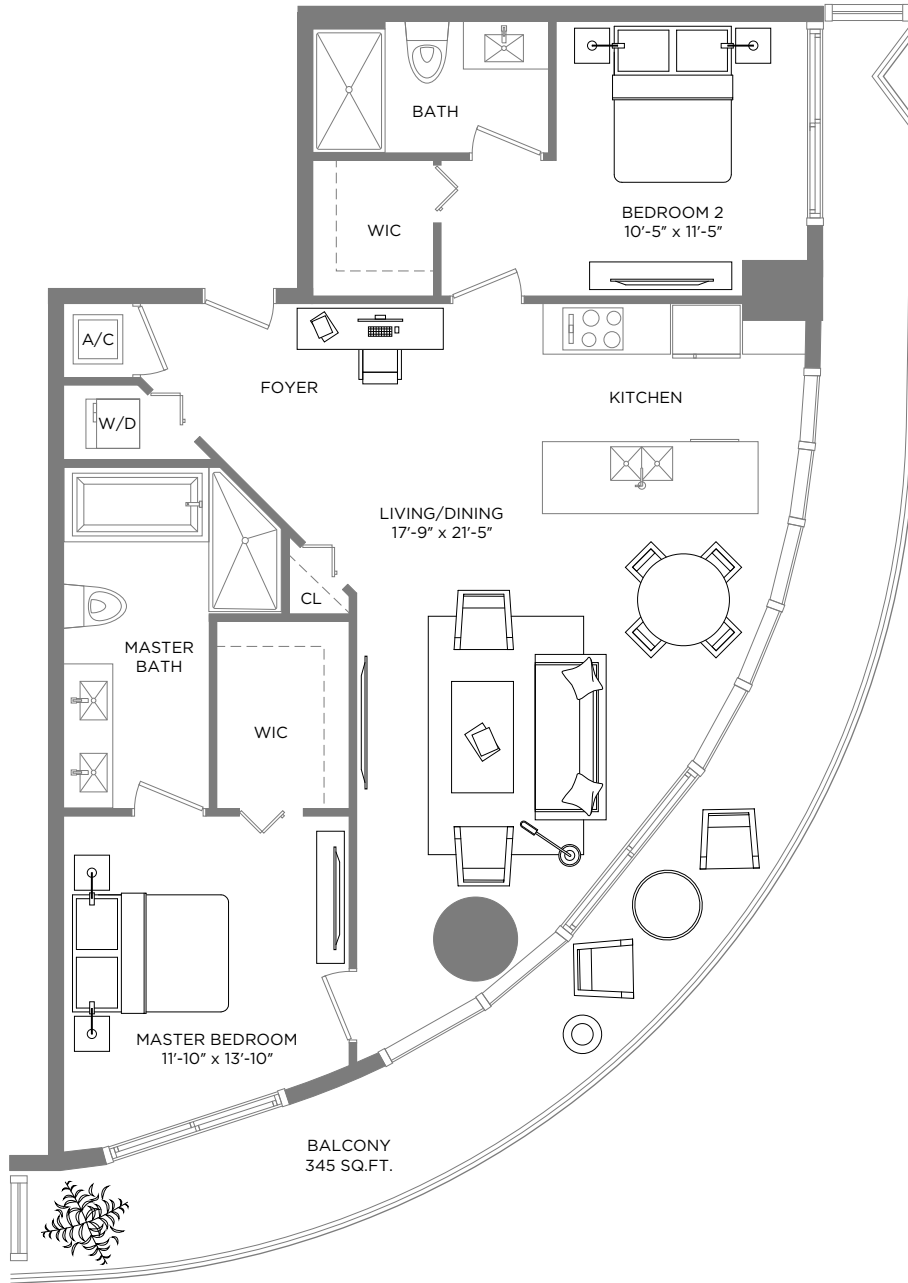 BATH
BEDROOM 2
10'-5" x 11'-5"
WIC
A/C
FOYER
KITCHEN
W/D
LIVING/DINING
17'-9" x 21'-5"
CL
MASTER
BATH
WIC
MASTER BEDROOM
11'-10" x 13'-10"
BALCONY
345 SQ.FT.